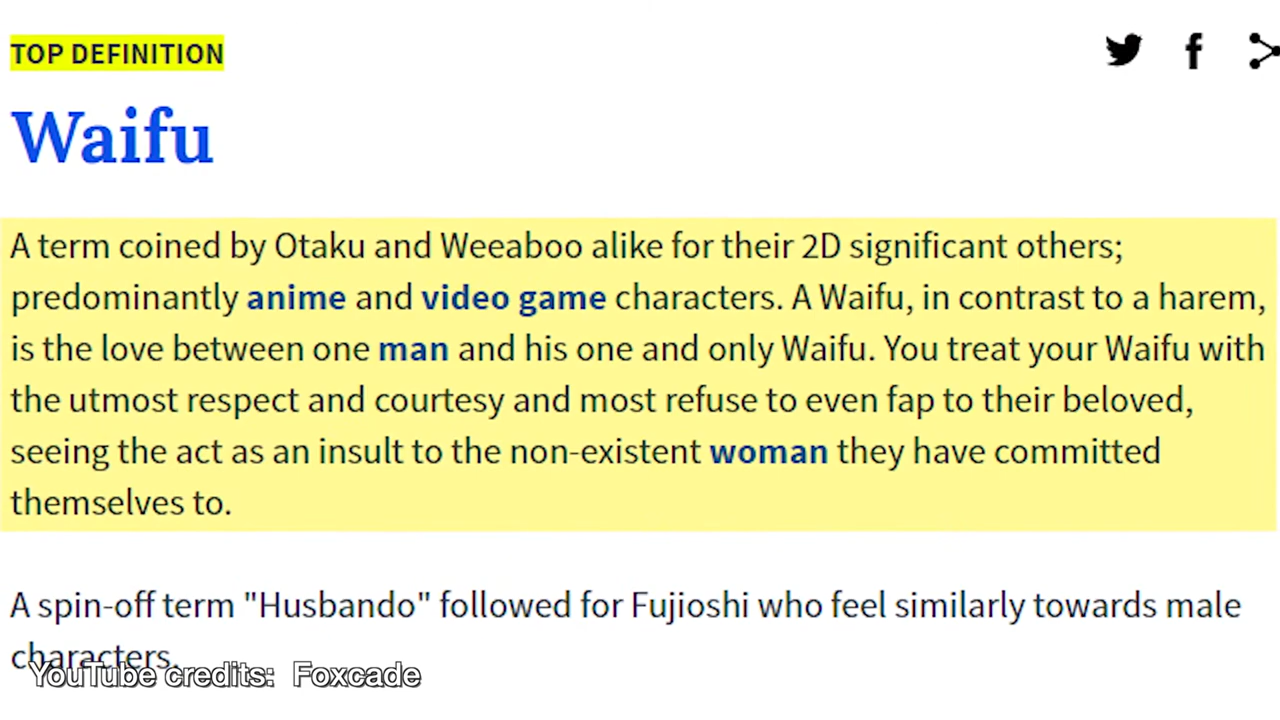 TOP DEFINITION
Waifu
A term coined by Otaku and Weeaboo alike for their 2D significant others;
predominantly anime and video game characters. A Waifu, in contrast to a harem,
is the love between one man and his one and only Waifu. You treat your Waifu with
the utmost respect and courtesy and most refuse to even fap to their beloved,
seeing the act as an insult to the non-existent woman they have committed
themselves to.
A spin-off term "Husbando" followed for Fujioshi who feel similarly towards male
characters.
YouTube credits: Foxcade